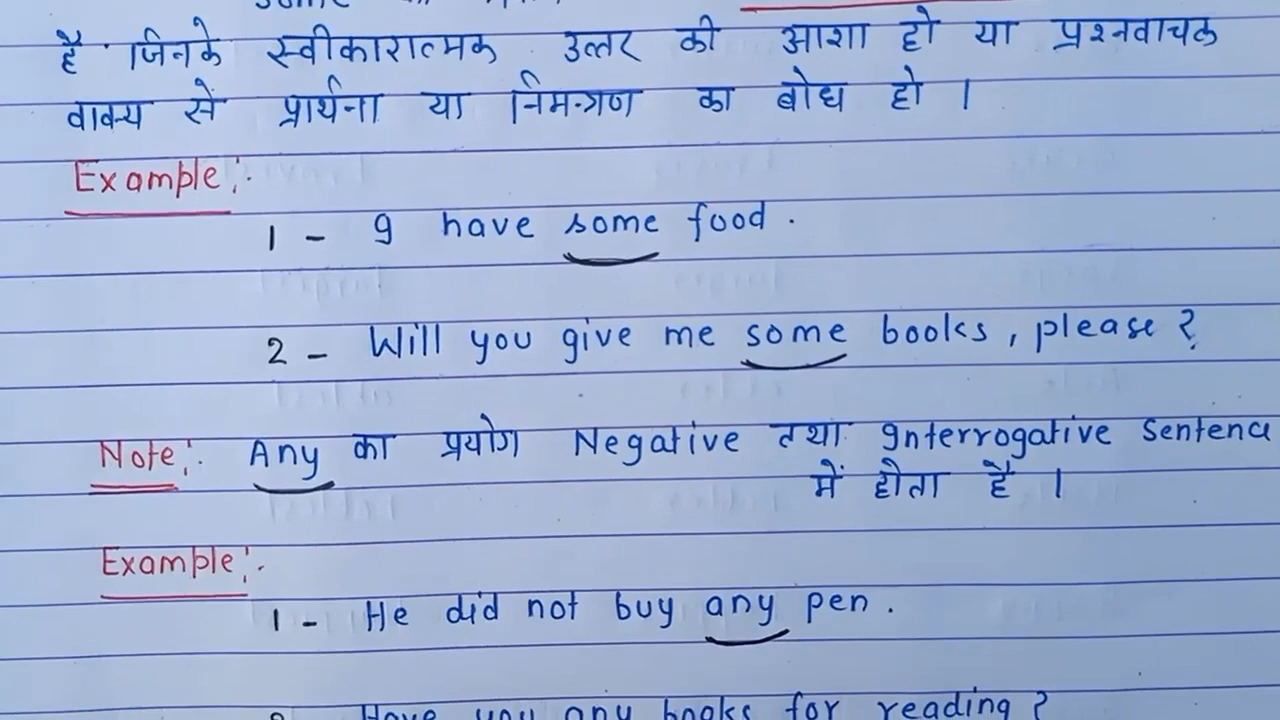 है जिनके स्वीकारात्मक उत्तर की आशा हो या प्रश्नवाचक
वाक्य से प्रार्थना या निमन्त्रण का बोध हो ।
Example :-
1 - I have some food .
2 - Will you give me some books , please ?
Note :- Any का प्रयोग Negative तथा Interrogative Sentenc
में होता है ।
Example :-
1 - He did not buy any pen .
Have you any books for reading ?